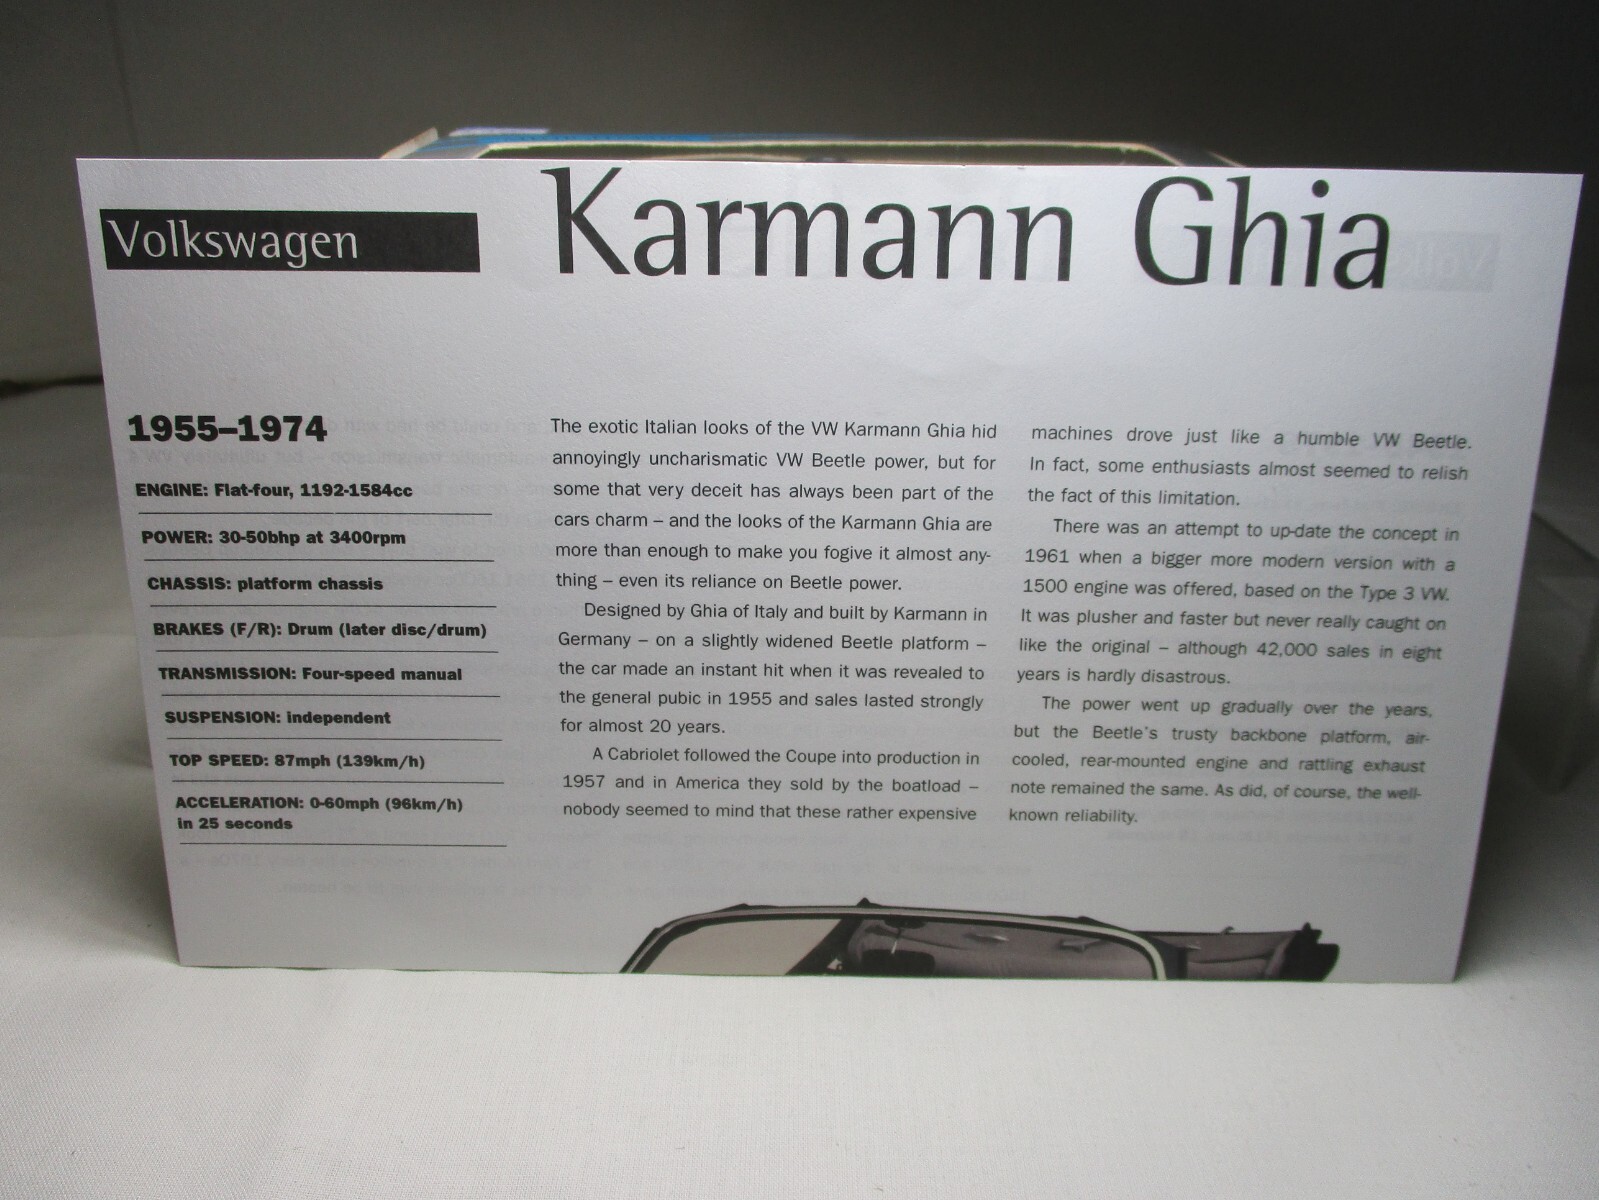 Volkswagen
Karmann Ghia
1955–1974
ENGINE: Flat-four, 1192-1584cc
POWER: 30-50bhp at 3400rpm
CHASSIS: platform chassis
BRAKES (F/R): Drum (later disc/drum)
TRANSMISSION: Four-speed manual
SUSPENSION: independent
TOP SPEED: 87mph (139km/h)
ACCELERATION: 0-60mph (96km/h)
in 25 seconds
The exotic Italian looks of the VW Karmann Ghia hid
annoyingly uncharismatic VW Beetle power, but for
some that very deceit has always been part of the
cars charm – and the looks of the Karmann Ghia are
more than enough to make you fogive it almost any-
thing – even its reliance on Beetle power.
Designed by Ghia of Italy and built by Karmann in
Germany – on a slightly widened Beetle platform –
the car made an instant hit when it was revealed to
the general pubic in 1955 and sales lasted strongly
for almost 20 years.
A Cabriolet followed the Coupe into production in
1957 and in America they sold by the boatload –
nobody seemed to mind that these rather expensive
machines drove just like a humble VW Beetle.
In fact, some enthusiasts almost seemed to relish
the fact of this limitation.
There was an attempt to up-date the concept in
1961 when a bigger more modern version with a
1500 engine was offered, based on the Type 3 VW.
It was plusher and faster but never really caught on
like the original – although 42,000 sales in eight
years is hardly disastrous.
The power went up gradually over the years,
but the Beetle's trusty backbone platform, air-
cooled, rear-mounted engine and rattling exhaust
note remained the same. As did, of course, the well-
known reliability.